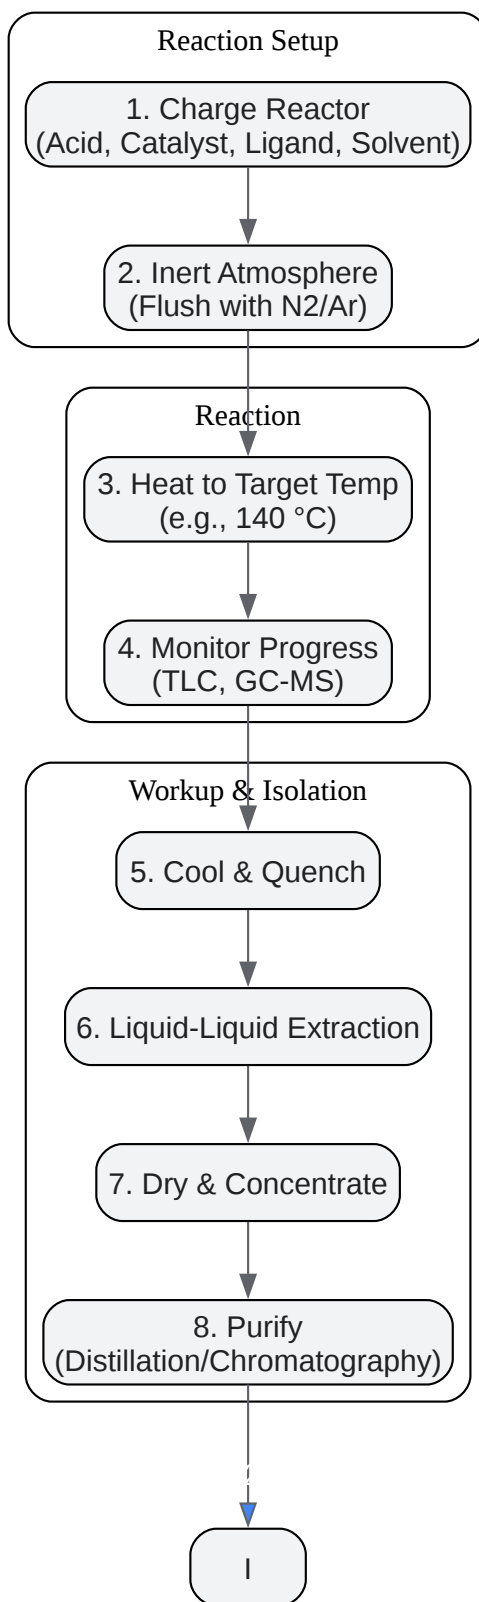 Reaction Setup
1. Charge Reactor
(Acid, Catalyst, Ligand, Solvent)
2. Inert Atmosphere
(Flush with N2/Ar)
Reaction
3. Heat to Target Temp
(e.g., 140 °C)
4. Monitor Progress
(TLC, GC-MS)
Workup & Isolation
5. Cool & Quench
6. Liquid-Liquid Extraction
7. Dry & Concentrate
8. Purify
(Distillation/Chromatography)
I